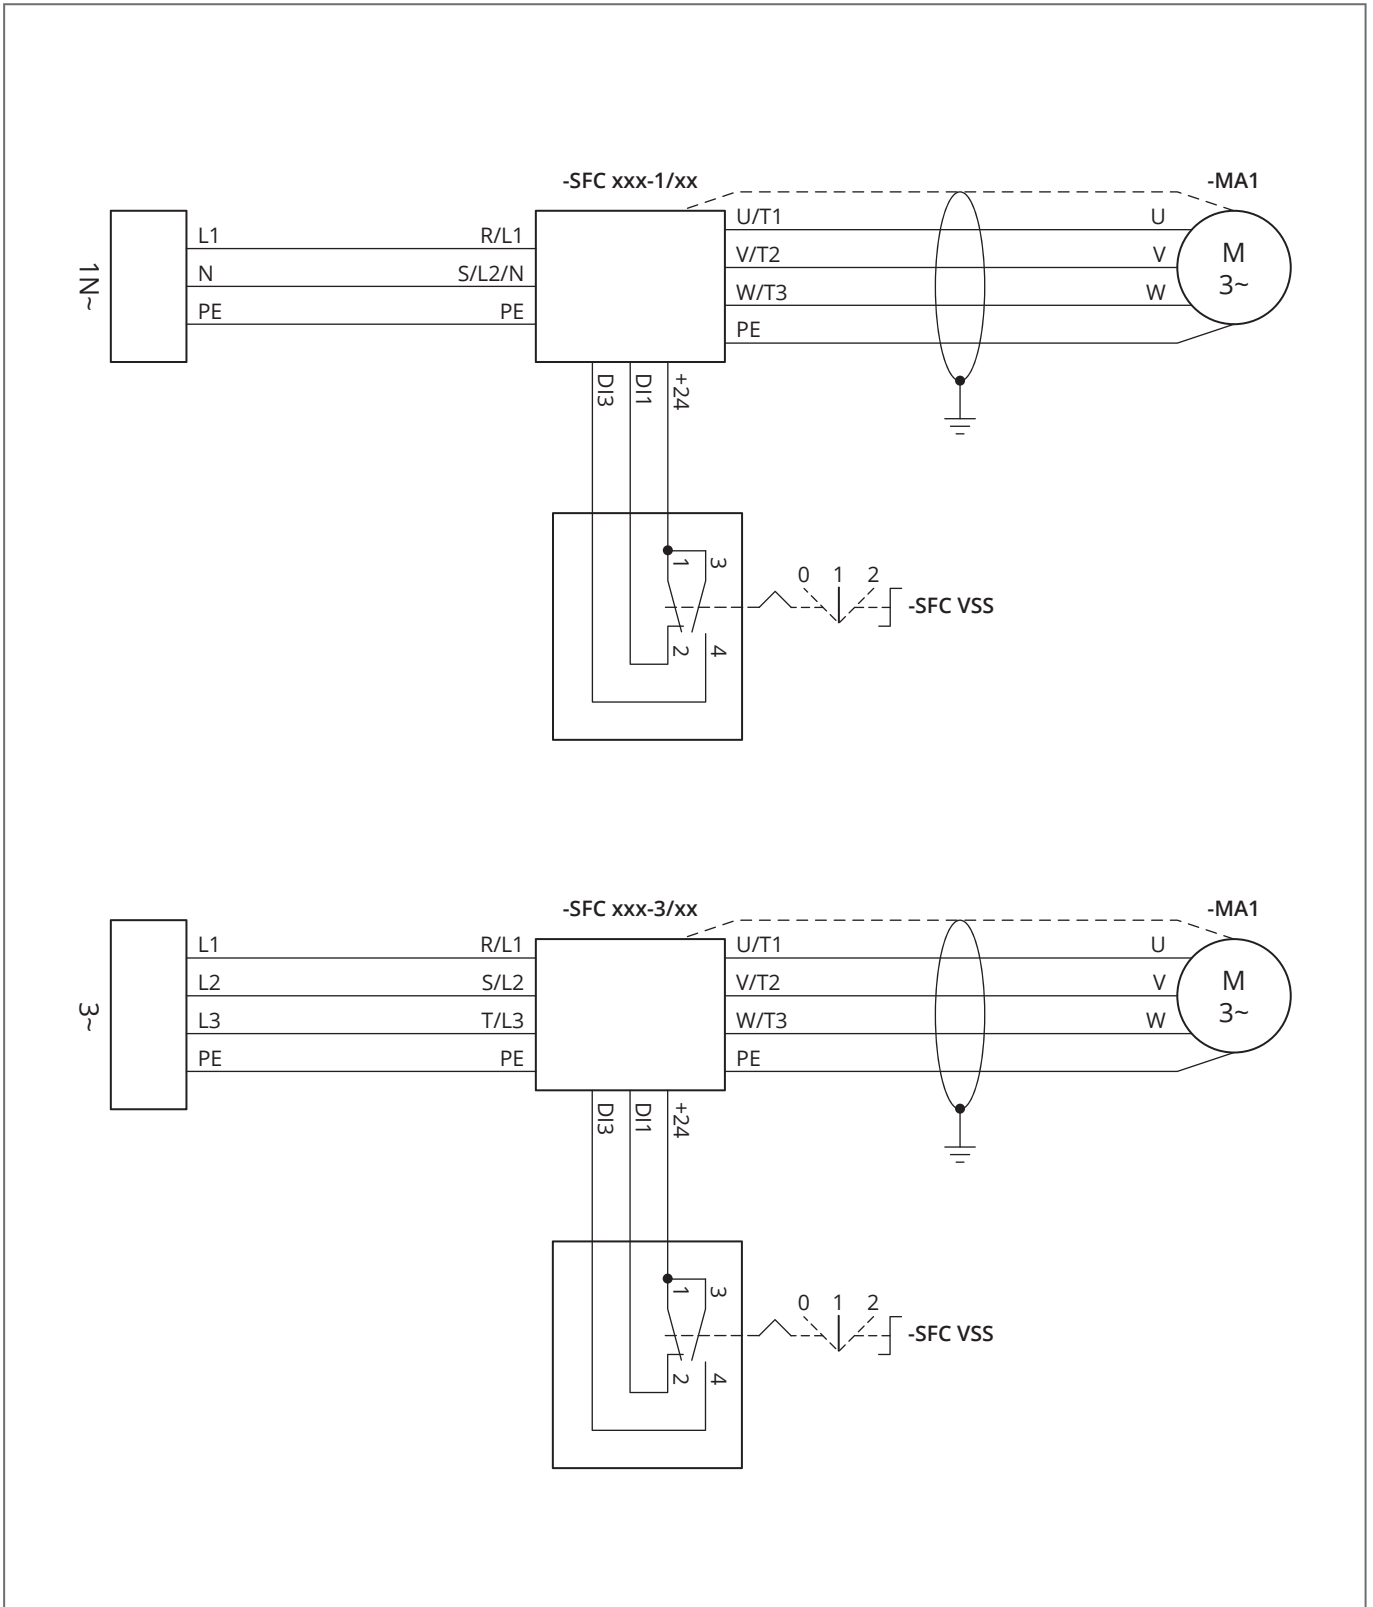 -SFC xxx-1/xx
-MA1
1N~
L1 R/L1
N S/L2/N
PE PE
U/T1 U
V/T2 V
W/T3 W
PE
M
3~
DI3
DI1
+24
1 3
2 4
0 1 2
-SFC VSS
-SFC xxx-3/xx
-MA1
3~
L1 R/L1
L2 S/L2
L3 T/L3
PE PE
U/T1 U
V/T2 V
W/T3 W
PE
M
3~
DI3
DI1
+24
1 3
2 4
0 1 2
-SFC VSS